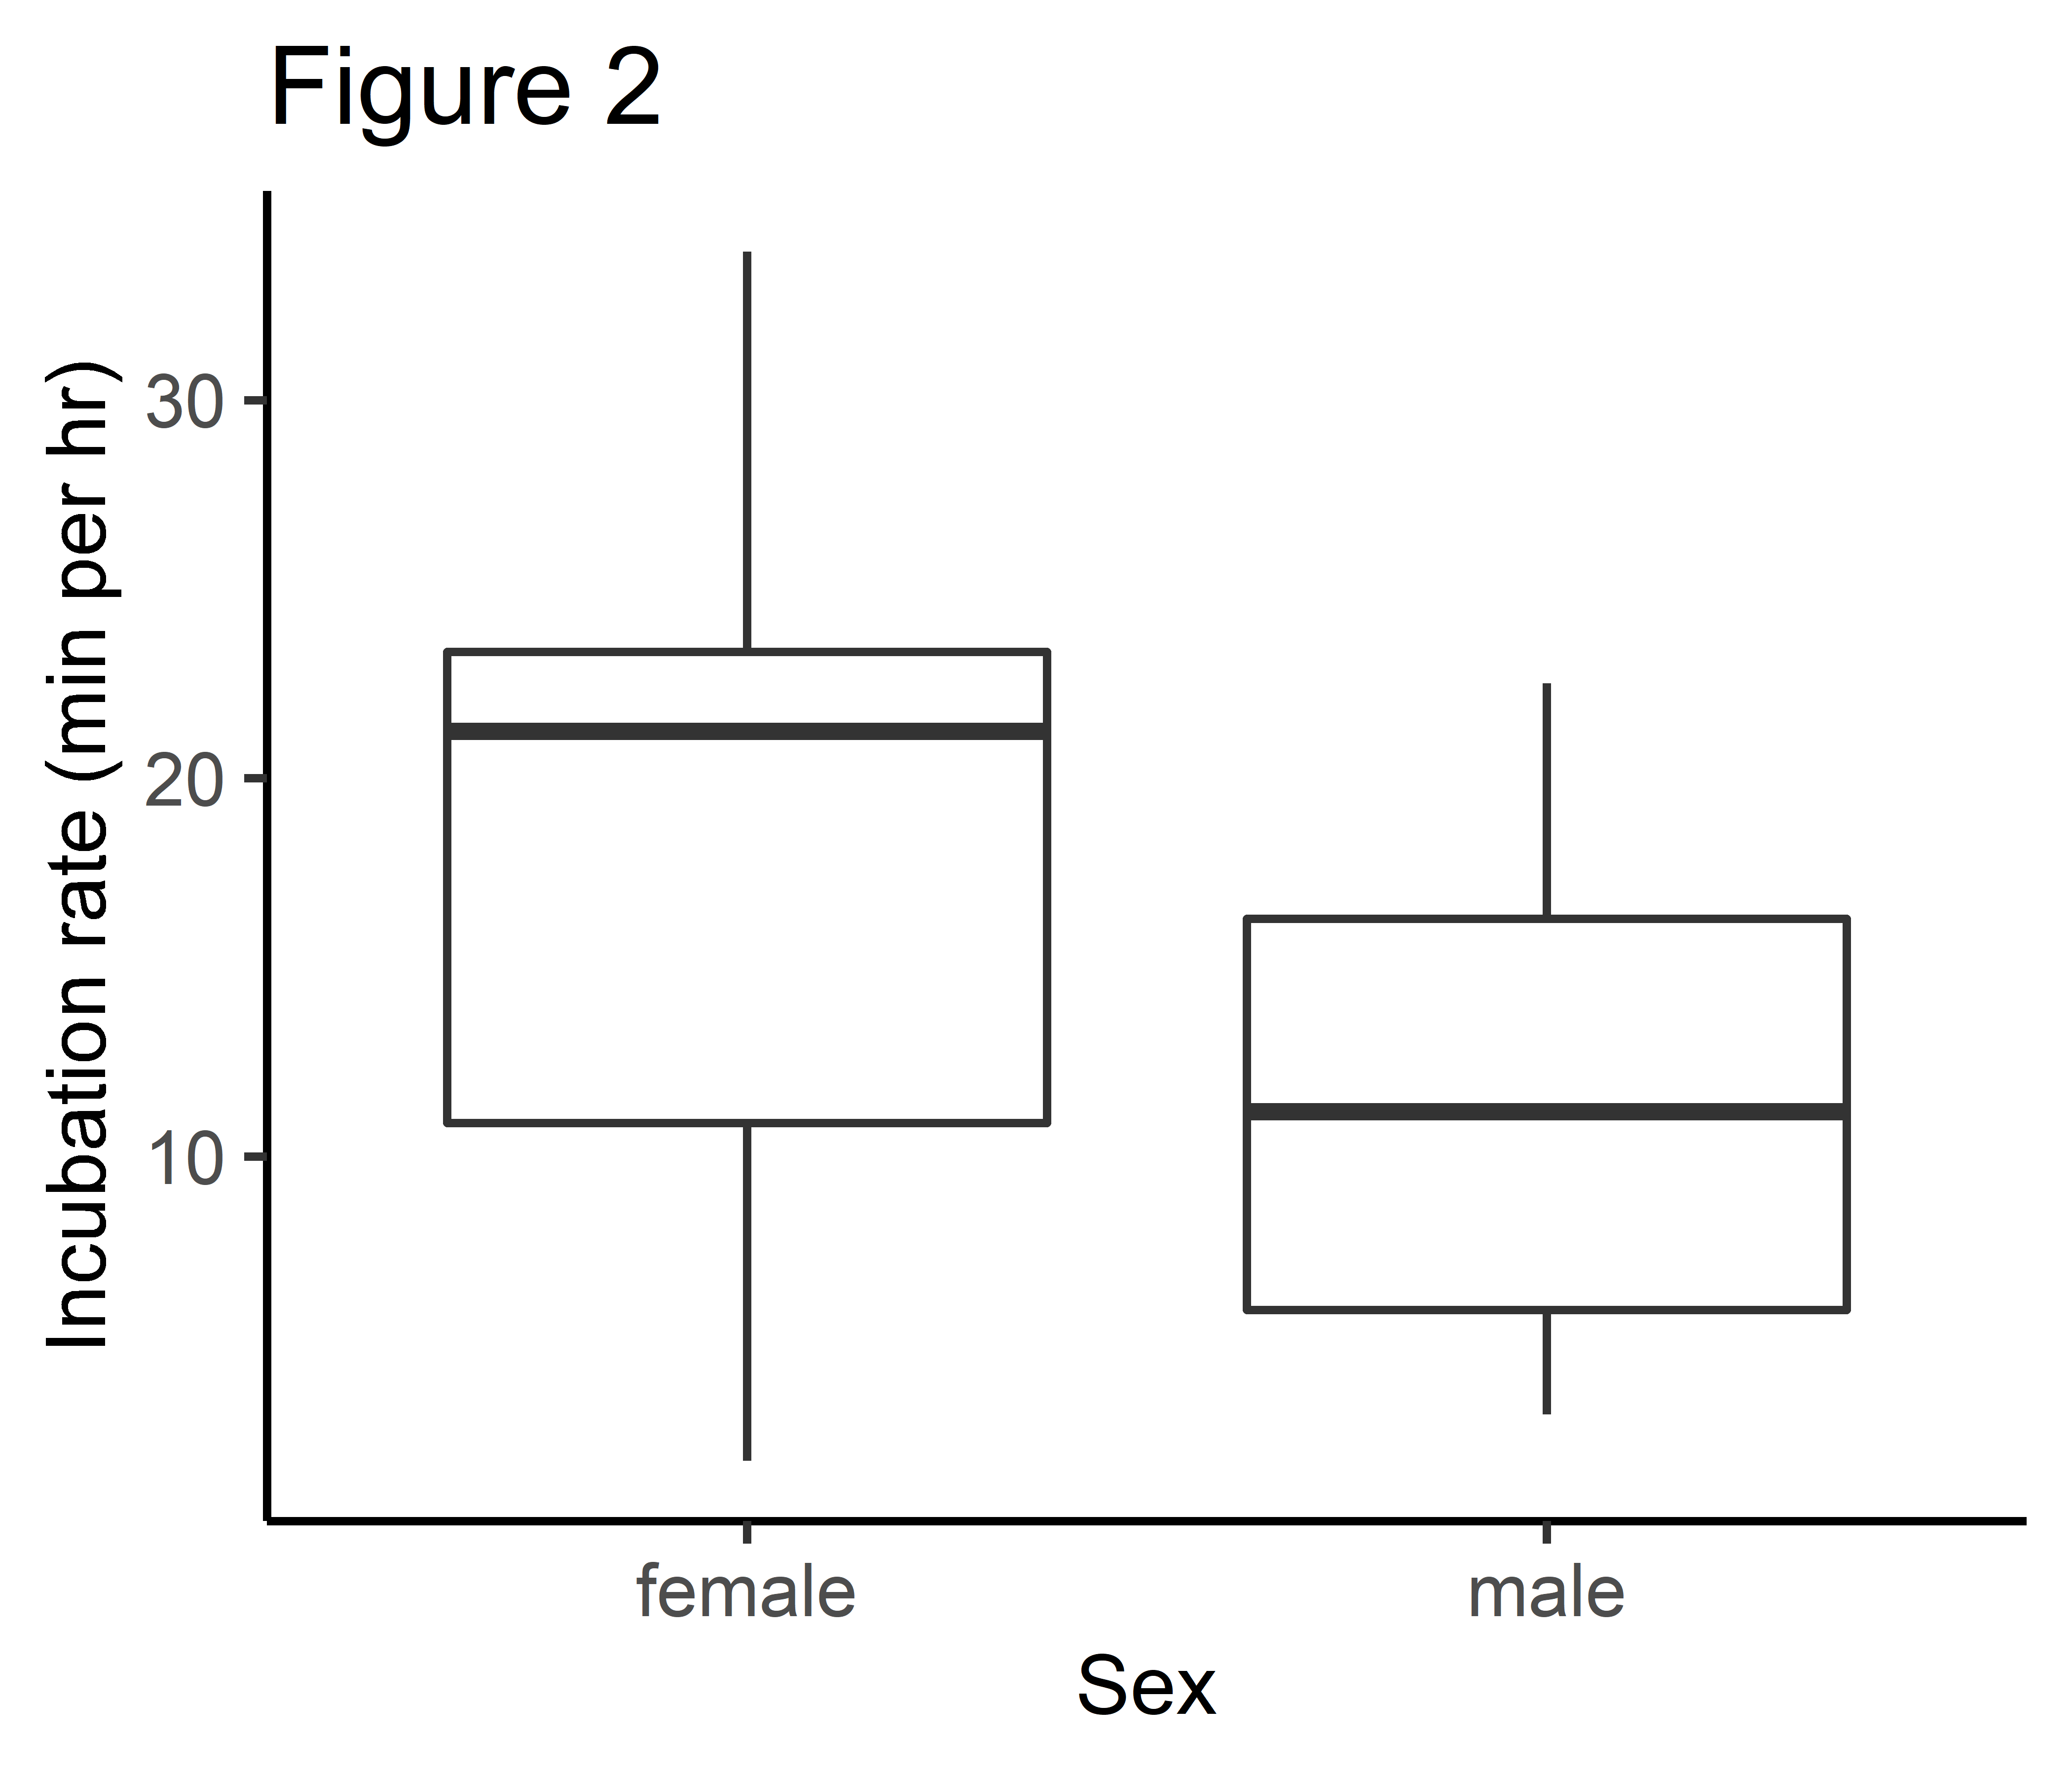 Figure 2
Incubation rate (min per hr)
30
20
10
female
male
Sex